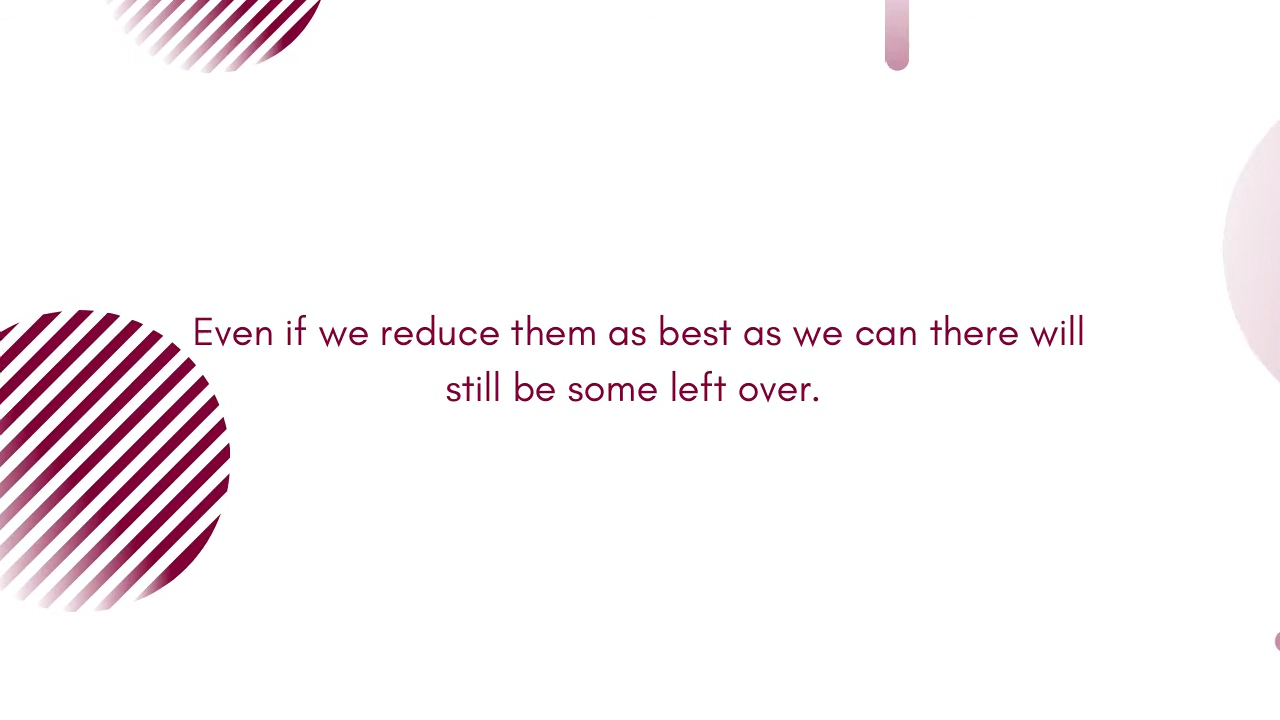 Even if we reduce them as best as we can there will
still be some left over.